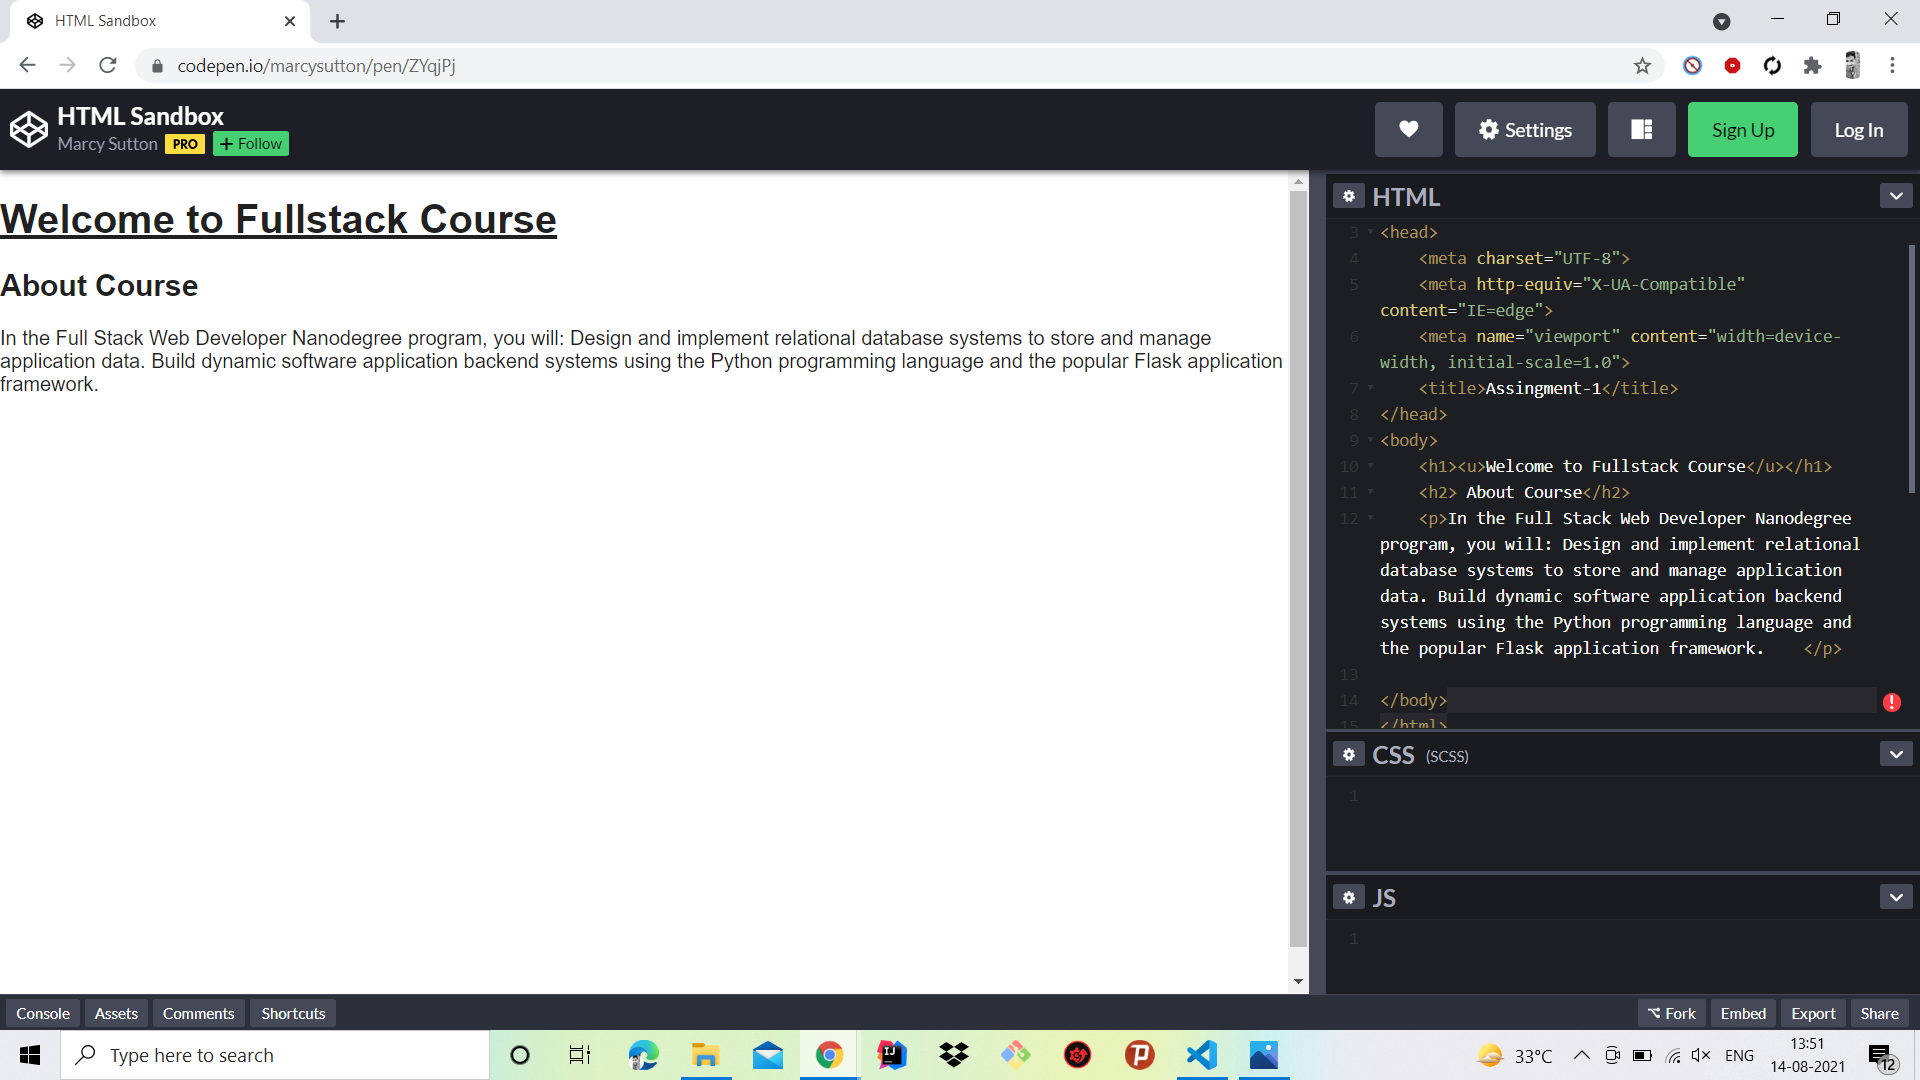 HTML Sandbox
codepen.io/marcysutton/pen/ZYqjPj
HTML Sandbox
Marcy Sutton PRO + Follow
Settings
Sign Up
Log In
Welcome to Fullstack Course
About Course
In the Full Stack Web Developer Nanodegree program, you will: Design and implement relational database systems to store and manage
application data. Build dynamic software application backend systems using the Python programming language and the popular Flask application
framework.
HTML
3 <head>
4 <meta charset="UTF-8">
5 <meta http-equiv="X-UA-Compatible"
content="IE=edge">
6 <meta name="viewport" content="width=device-
width, initial-scale=1.0">
7 <title>Assingment-1</title>
8 </head>
9 <body>
10 <h1><u>Welcome to Fullstack Course</u></h1>
11 <h2> About Course</h2>
12 <p>In the Full Stack Web Developer Nanodegree
program, you will: Design and implement relational
database systems to store and manage application
data. Build dynamic software application backend
systems using the Python programming language and
the popular Flask application framework.    </p>
13
14 </body>
15 </html>
CSS (SCSS)
1
JS
1
Console
Assets
Comments
Shortcuts
Fork
Embed
Export
Share
Type here to search
33°C
ENG
13:51
14-08-2021
12